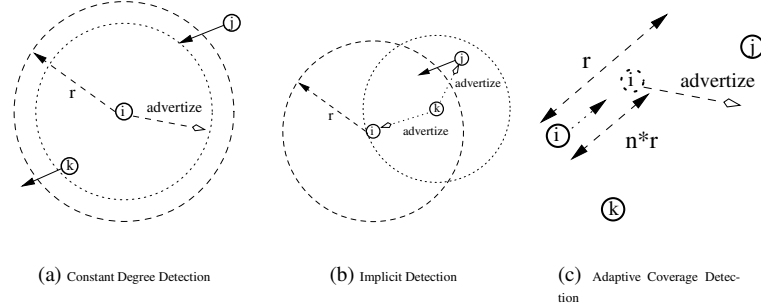 j
r
i
advertize
k
(a) Constant Degree Detection
j
advertize
k
r
i
advertize
(b) Implicit Detection
r
j
i
advertize
i
n*r
k
(c) Adaptive Coverage Detec-
tion